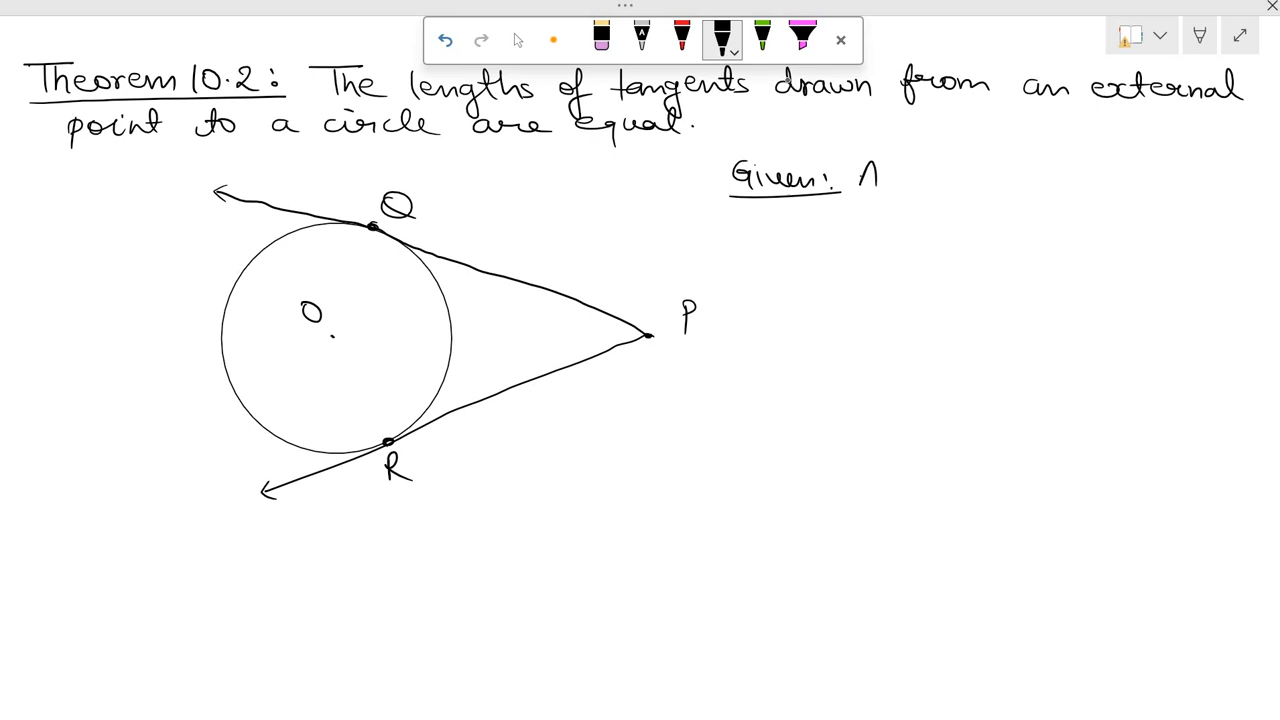 Theorem 10.2: The lengths of tangents drawn from an external
point to a circle are equal.
Given: A
Q
O
P
R